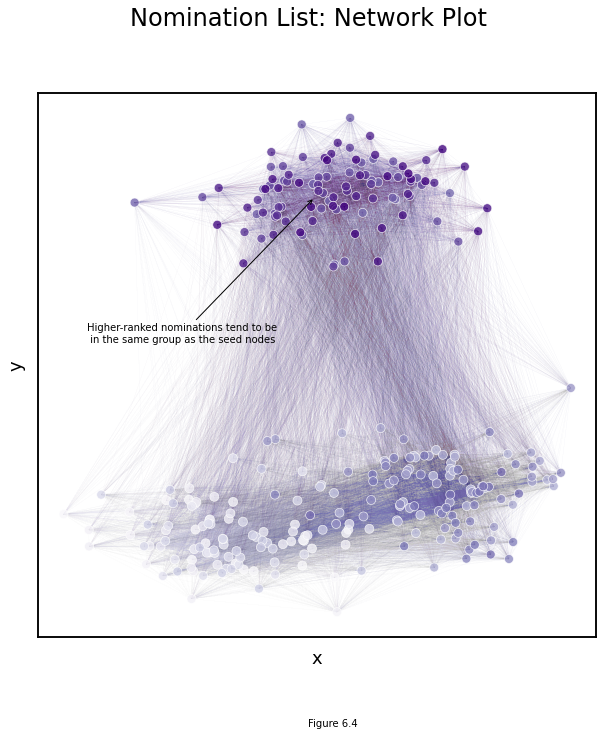 Nomination List: Network Plot
Higher-ranked nominations tend to be
in the same group as the seed nodes
y
x
Figure 6.4